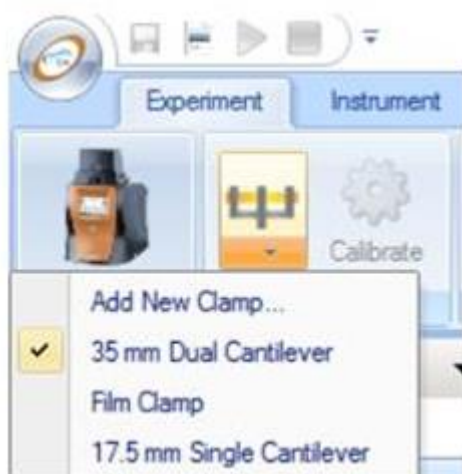 Experiment Instrument
Calibrate
Add New Clamp...
35 mm Dual Cantilever
Film Clamp
17.5 mm Single Cantilever